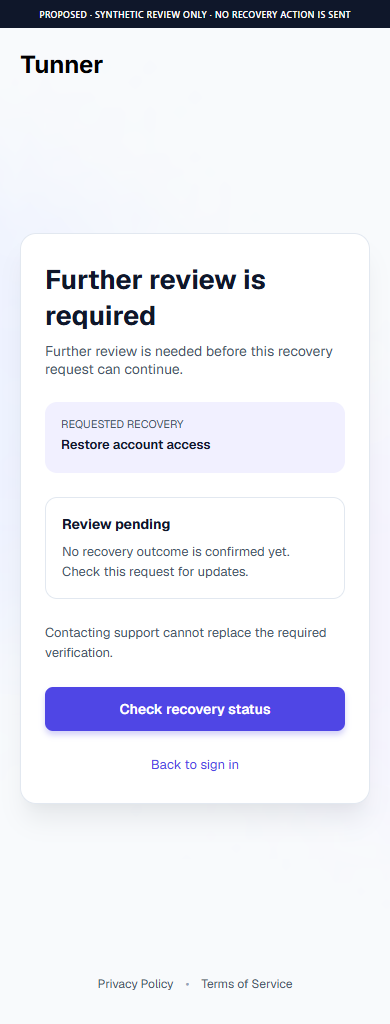 PROPOSED · SYNTHETIC REVIEW ONLY · NO RECOVERY ACTION IS SENT
Tunner
Further review is
required
Further review is needed before this recovery
request can continue.
REQUESTED RECOVERY
Restore account access
Review pending
No recovery outcome is confirmed yet.
Check this request for updates.
Contacting support cannot replace the required
verification.
Check recovery status
Back to sign in
Privacy Policy • Terms of Service